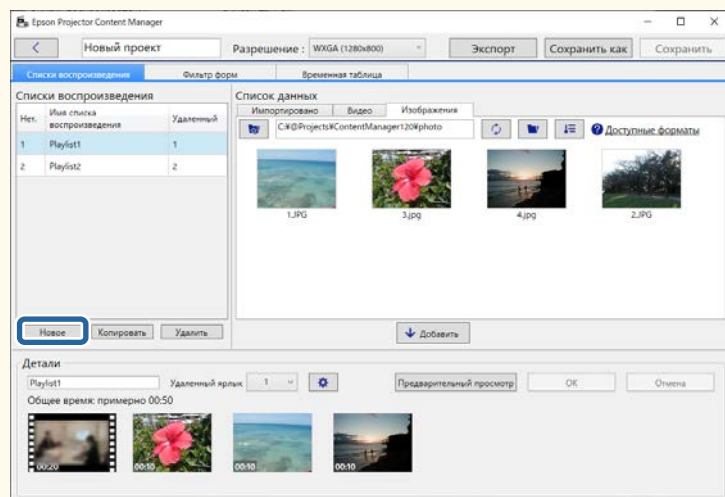 Epson Projector Content Manager
Новый проект
Разрешение : WXGA (1280x800)
Экспорт
Сохранить как
Сохранить
Списки воспроизведения
Фильтр форм
Временная таблица
Списки воспроизведения
Нет. Имя списка воспроизведения Удаленный
1 Playlist1 1
2 Playlist2 2
Новое
Копировать
Удалить
Список данных
Импортировано
Видео
Изображения
C:¥@Projects¥ContentManager120¥photo
Доступные форматы
1.JPG
3.jpg
4.jpg
2.JPG
Добавить
Детали
Playlist1
Удаленный ярлык 1
Предварительный просмотр
OK
Отмена
Общее время: примерно 00:50
00:20
00:10
00:10
00:10